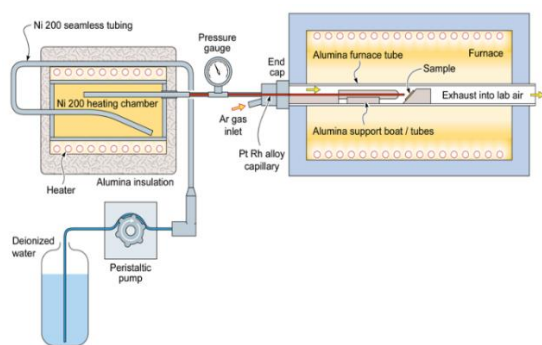 Ni 200 seamless tubing
Pressure
gauge
End
cap
Alumina furnace tube
Furnace
Sample
Ni 200 heating chamber
Exhaust into lab air
Ar gas
inlet
Alumina support boat / tubes
Pt Rh alloy
capillary
Heater
Alumina insulation
Deionized
water
Peristaltic
pump